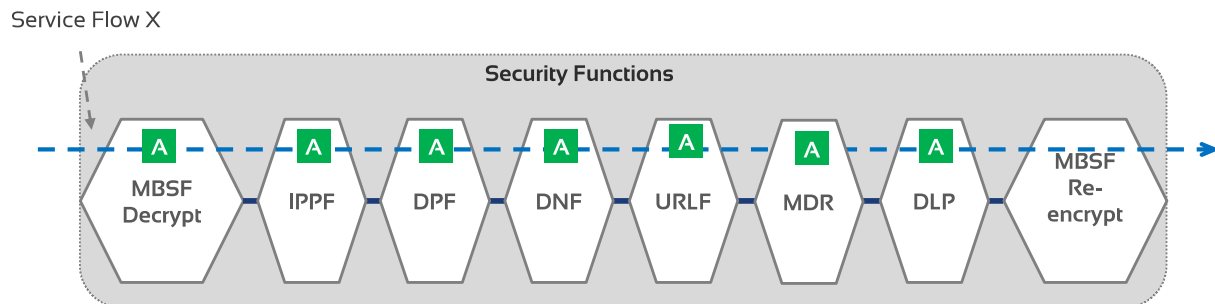 Service Flow X
Security Functions
A
A
A
A
A
A
A
MBSF
Decrypt
IPPF
DPF
DNF
URLF
MDR
DLP
MBSF
Re-
encrypt